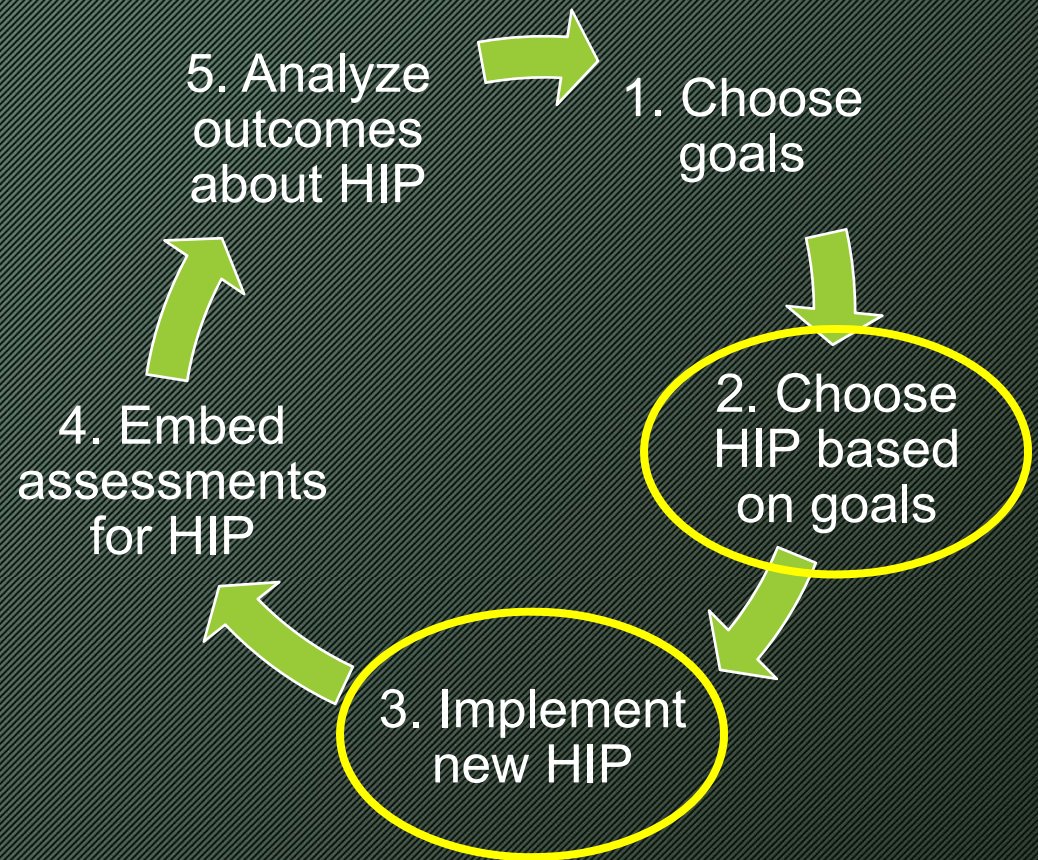 1. Choose
goals
2. Choose
HIP based
on goals
3. Implement
new HIP
4. Embed
assessments
for HIP
5. Analyze
outcomes
about HIP